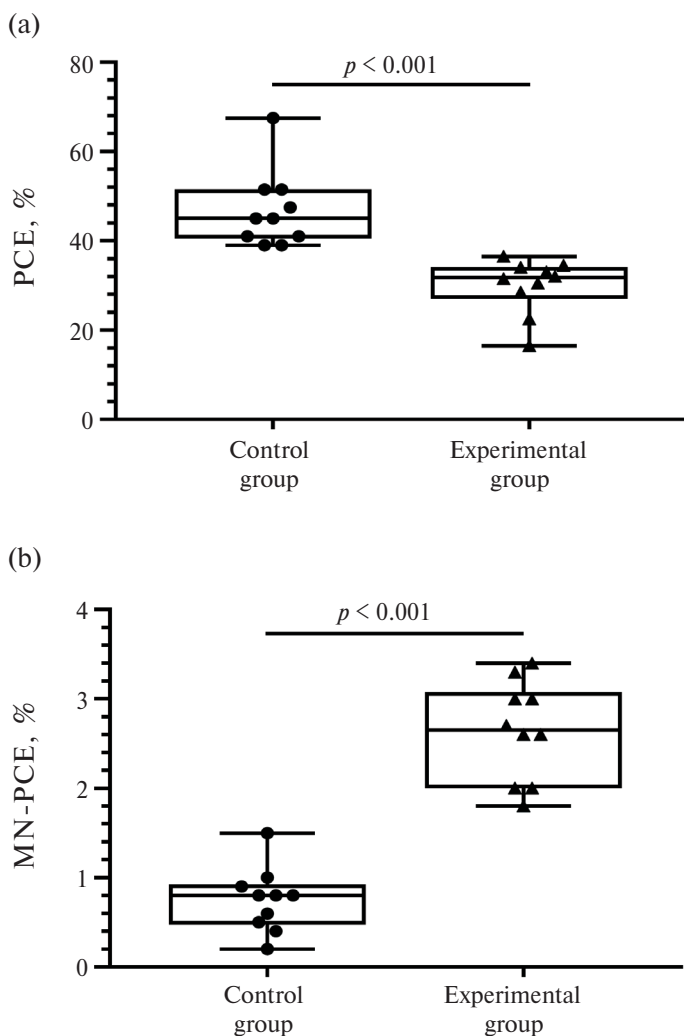 (a)
p < 0.001
80
60
40
20
0
PCE, %
Control
group
Experimental
group
(b)
p < 0.001
4
3
2
1
0
MN-PCE, %
Control
group
Experimental
group